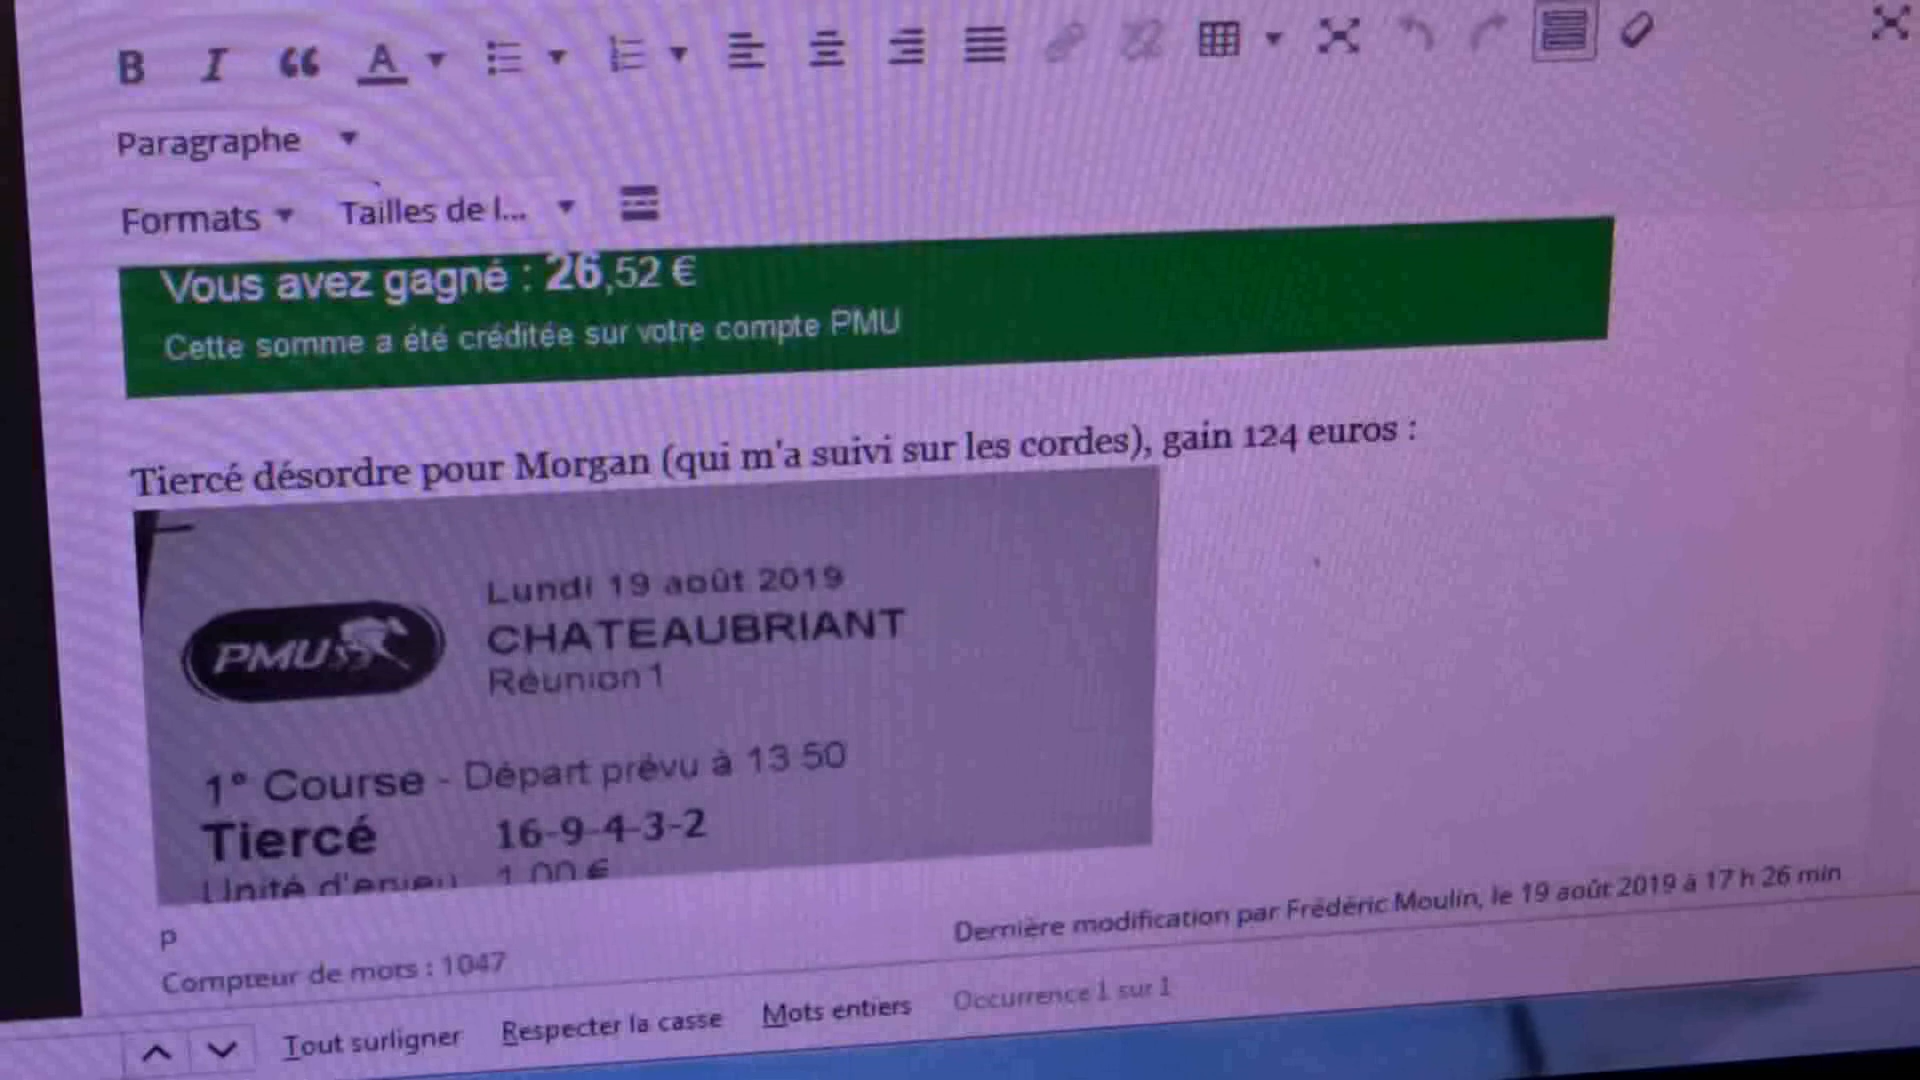 B I A
Paragraphe
Formats Tailles de l...
Vous avez gagné : 26,52 €
Cette somme a été créditée sur votre compte PMU
Tiercé désordre pour Morgan (qui m'a suivi sur les cordes), gain 124 euros :
Lundi 19 août 2019
PMU CHATEAUBRIANT
Réunion 1
1° Course - Départ prévu à 13 50
Tiercé 16-9-4-3-2
Unité d'enjeu 1,00 €
P
Dernière modification par Frédéric Moulin, le 19 août 2019 à 17 h 26 min
Compteur de mots : 1047
Tout surligner Respecter la casse Mots entiers Occurrence 1 sur 1